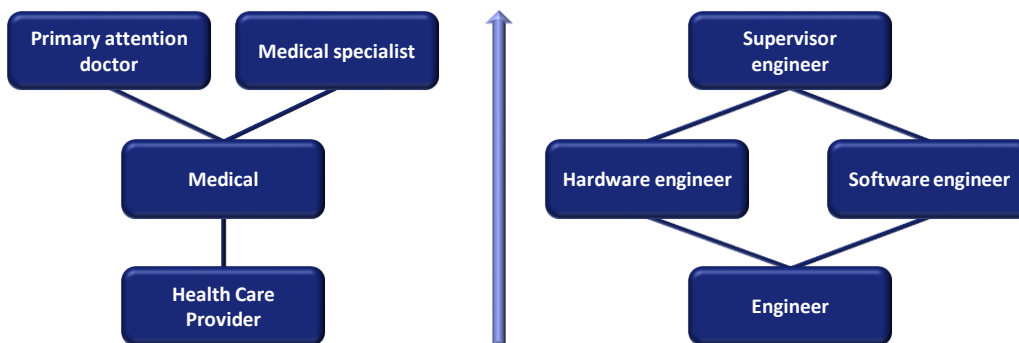 Primary attention
doctor
Medical specialist
Supervisor
engineer
Medical
Hardware engineer
Software engineer
Health Care
Provider
Engineer